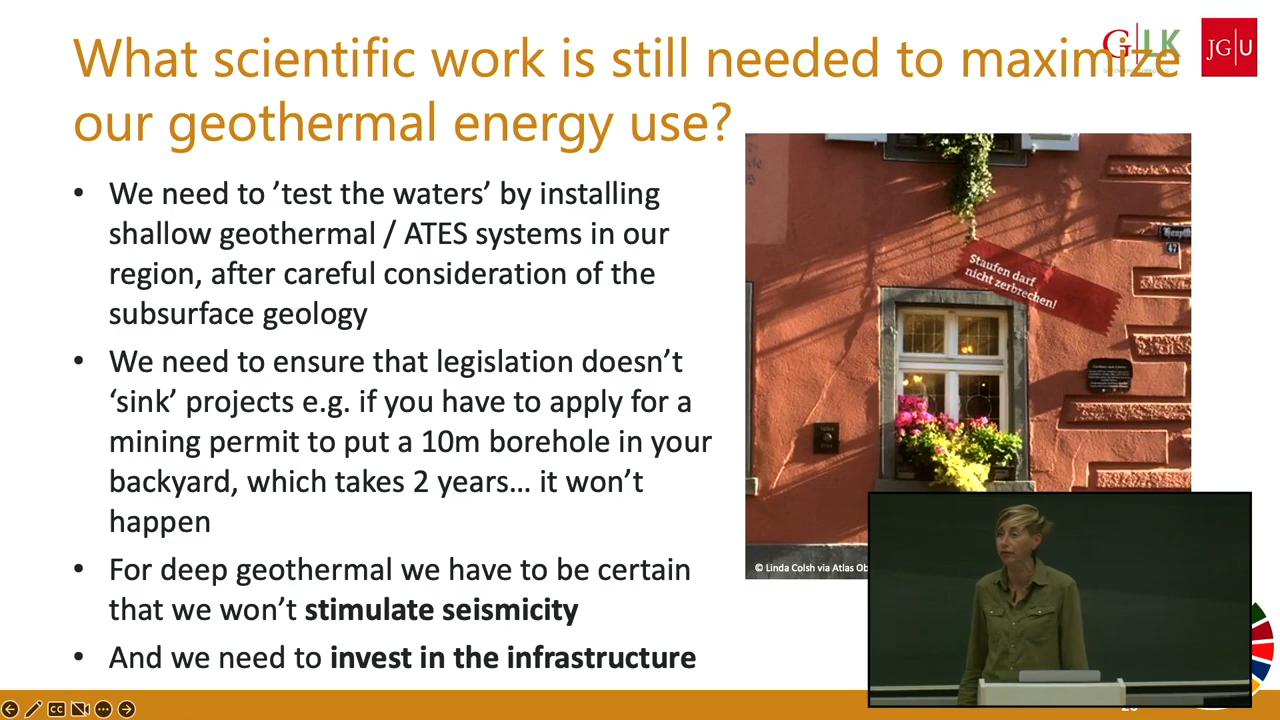 What scientific work is still needed to maximize
our geothermal energy use?
G|LK
JG|U
• We need to ’test the waters’ by installing
shallow geothermal / ATES systems in our
region, after careful consideration of the
subsurface geology
• We need to ensure that legislation doesn’t
‘sink’ projects e.g. if you have to apply for a
mining permit to put a 10m borehole in your
backyard, which takes 2 years… it won’t
happen
• For deep geothermal we have to be certain
that we won’t stimulate seismicity
• And we need to invest in the infrastructure
Staufen darf
nicht zerbrechen!
47
© Linda Colsh via Atlas Ob
CC